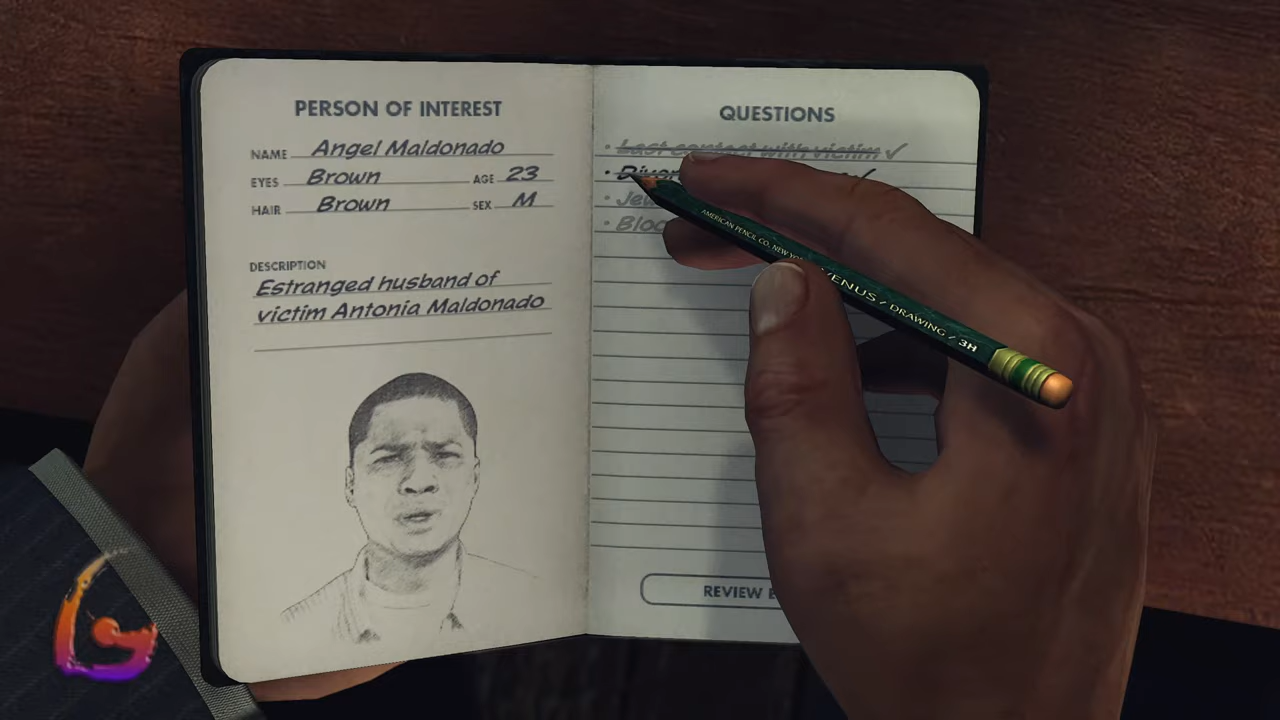 PERSON OF INTEREST
NAME Angel Maldonado
EYES Brown AGE 23
HAIR Brown SEX M
DESCRIPTION
Estranged husband of
victim Antonia Maldonado
QUESTIONS
• Last contact with victim ✓
•
•
•
REVIEW
AMERICAN PENCIL CO. NEW YORK VENUS / DRAWING / 3H